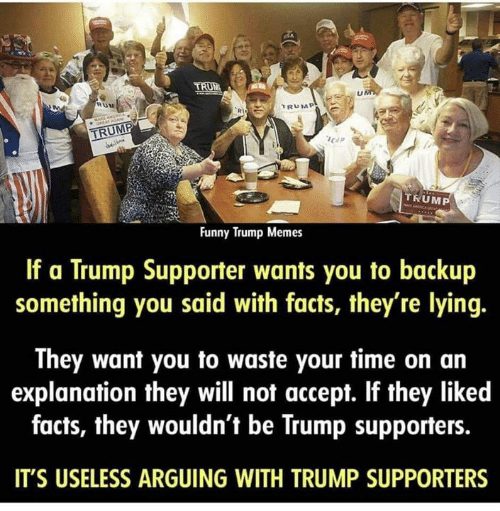 TRUMP
UM
RUM
TRUMP
TRUMP
TRUMP
Funny Trump Memes
If a Trump Supporter wants you to backup
something you said with facts, they're lying.
They want you to waste your time on an
explanation they will not accept. If they liked
facts, they wouldn't be Trump supporters.
IT'S USELESS ARGUING WITH TRUMP SUPPORTERS